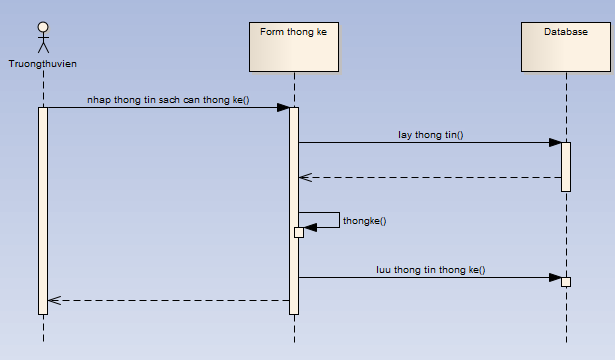 Form thong ke
Database
Truongthuvien
nhap thong tin sach can thong ke()
lay thong tin()
thongke()
luu thong tin thong ke()